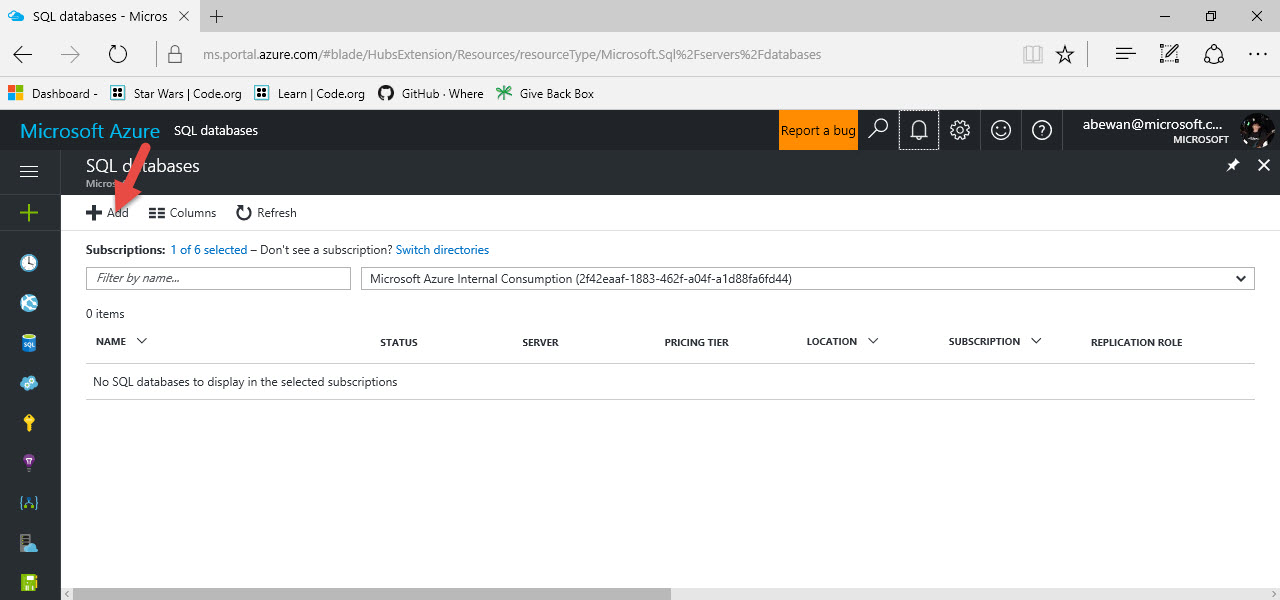 SQL databases - Micros
ms.portal.azure.com/#blade/HubsExtension/Resources/resourceType/Microsoft.Sql%2Fservers%2Fdatabases
Dashboard - Star Wars | Code.org Learn | Code.org GitHub · Where Give Back Box
Microsoft Azure SQL databases Report a bug abewan@microsoft.c...
MICROSOFT
SQL databases
Add Columns Refresh
Subscriptions: 1 of 6 selected – Don't see a subscription? Switch directories
Filter by name... Microsoft Azure Internal Consumption (2f42eaaf-1883-462f-a04f-a1d88fa6fd44)
0 items
NAME STATUS SERVER PRICING TIER LOCATION SUBSCRIPTION REPLICATION ROLE
No SQL databases to display in the selected subscriptions
SQL